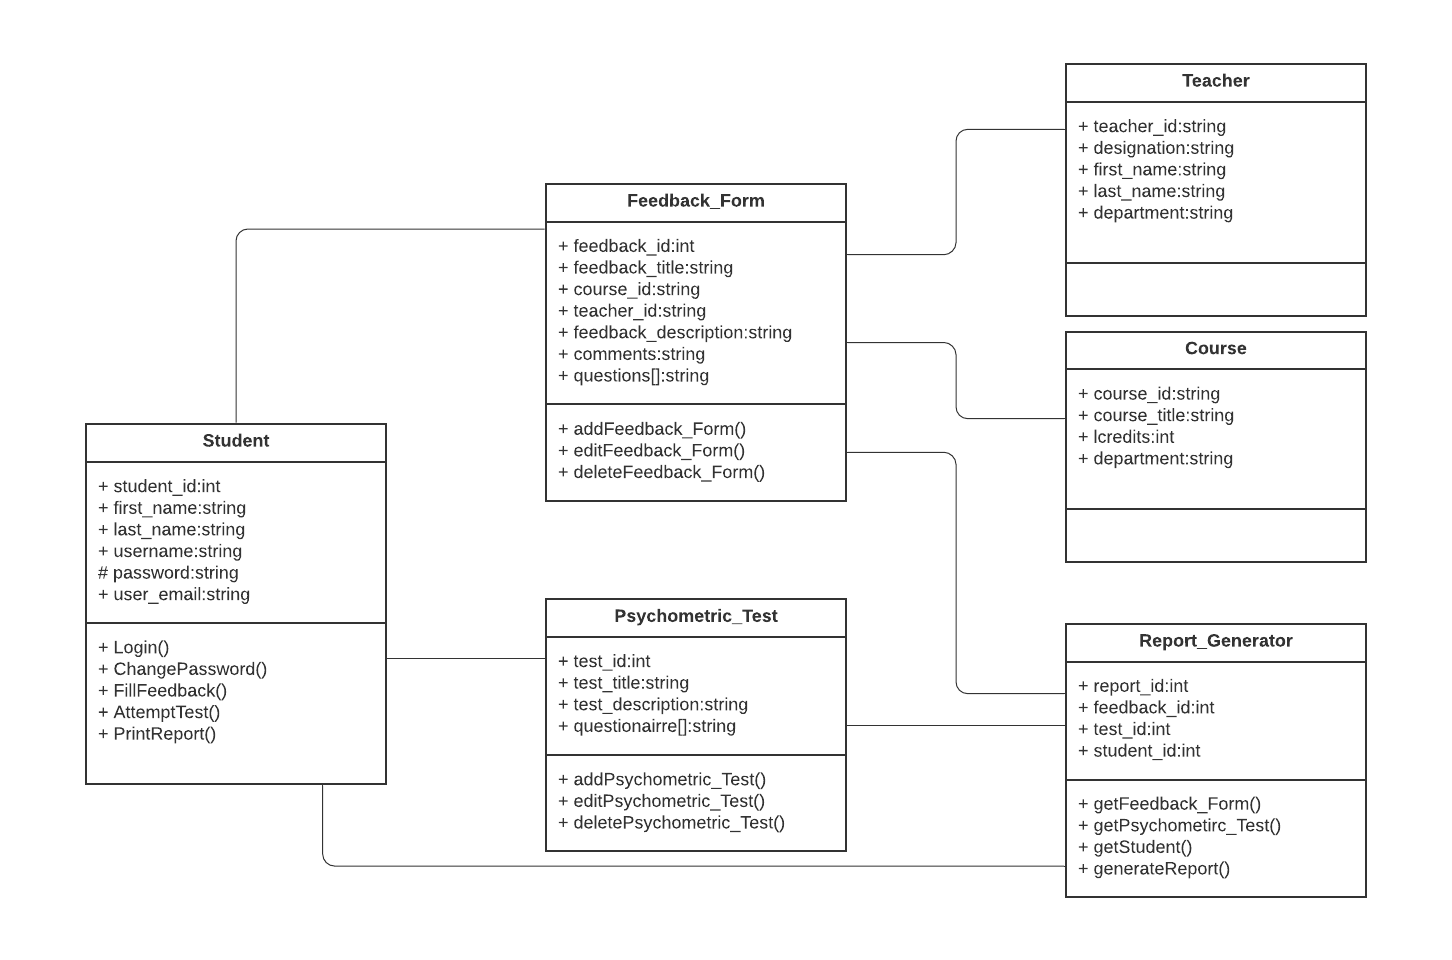 Teacher
+ teacher_id:string
+ designation:string
+ first_name:string
+ last_name:string
+ department:string
Feedback_Form
+ feedback_id:int
+ feedback_title:string
+ course_id:string
+ teacher_id:string
+ feedback_description:string
+ comments:string
+ questions[]:string
+ addFeedback_Form()
+ editFeedback_Form()
+ deleteFeedback_Form()
Course
+ course_id:string
+ course_title:string
+ lcredits:int
+ department:string
Student
+ student_id:int
+ first_name:string
+ last_name:string
+ username:string
# password:string
+ user_email:string
+ Login()
+ ChangePassword()
+ FillFeedback()
+ AttemptTest()
+ PrintReport()
Psychometric_Test
+ test_id:int
+ test_title:string
+ test_description:string
+ questionairre[]:string
+ addPsychometric_Test()
+ editPsychometric_Test()
+ deletePsychometric_Test()
Report_Generator
+ report_id:int
+ feedback_id:int
+ test_id:int
+ student_id:int
+ getFeedback_Form()
+ getPsychometirc_Test()
+ getStudent()
+ generateReport()